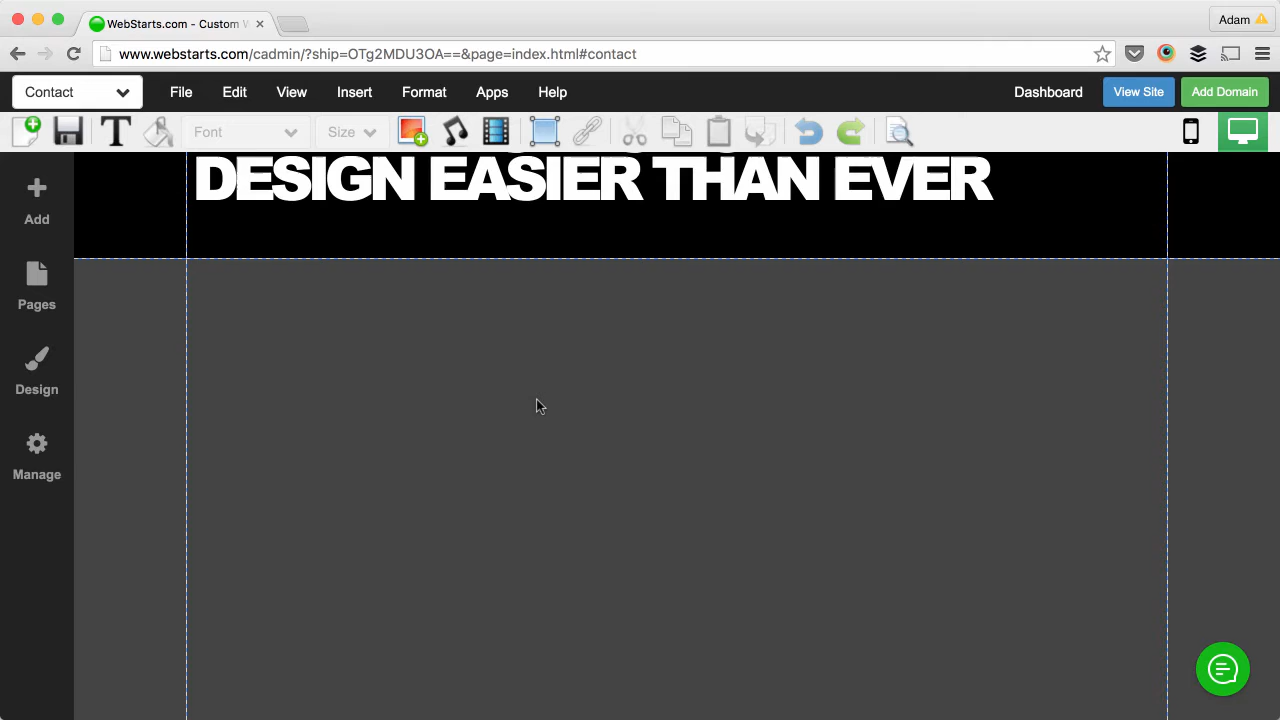 WebStarts.com - Custom W
Adam
www.webstarts.com/cadmin/?ship=OTg2MDU3OA==&page=index.html#contact
Contact File Edit View Insert Format Apps Help Dashboard View Site Add Domain
T Font Size
DESIGN EASIER THAN EVER
Add
Pages
Design
Manage